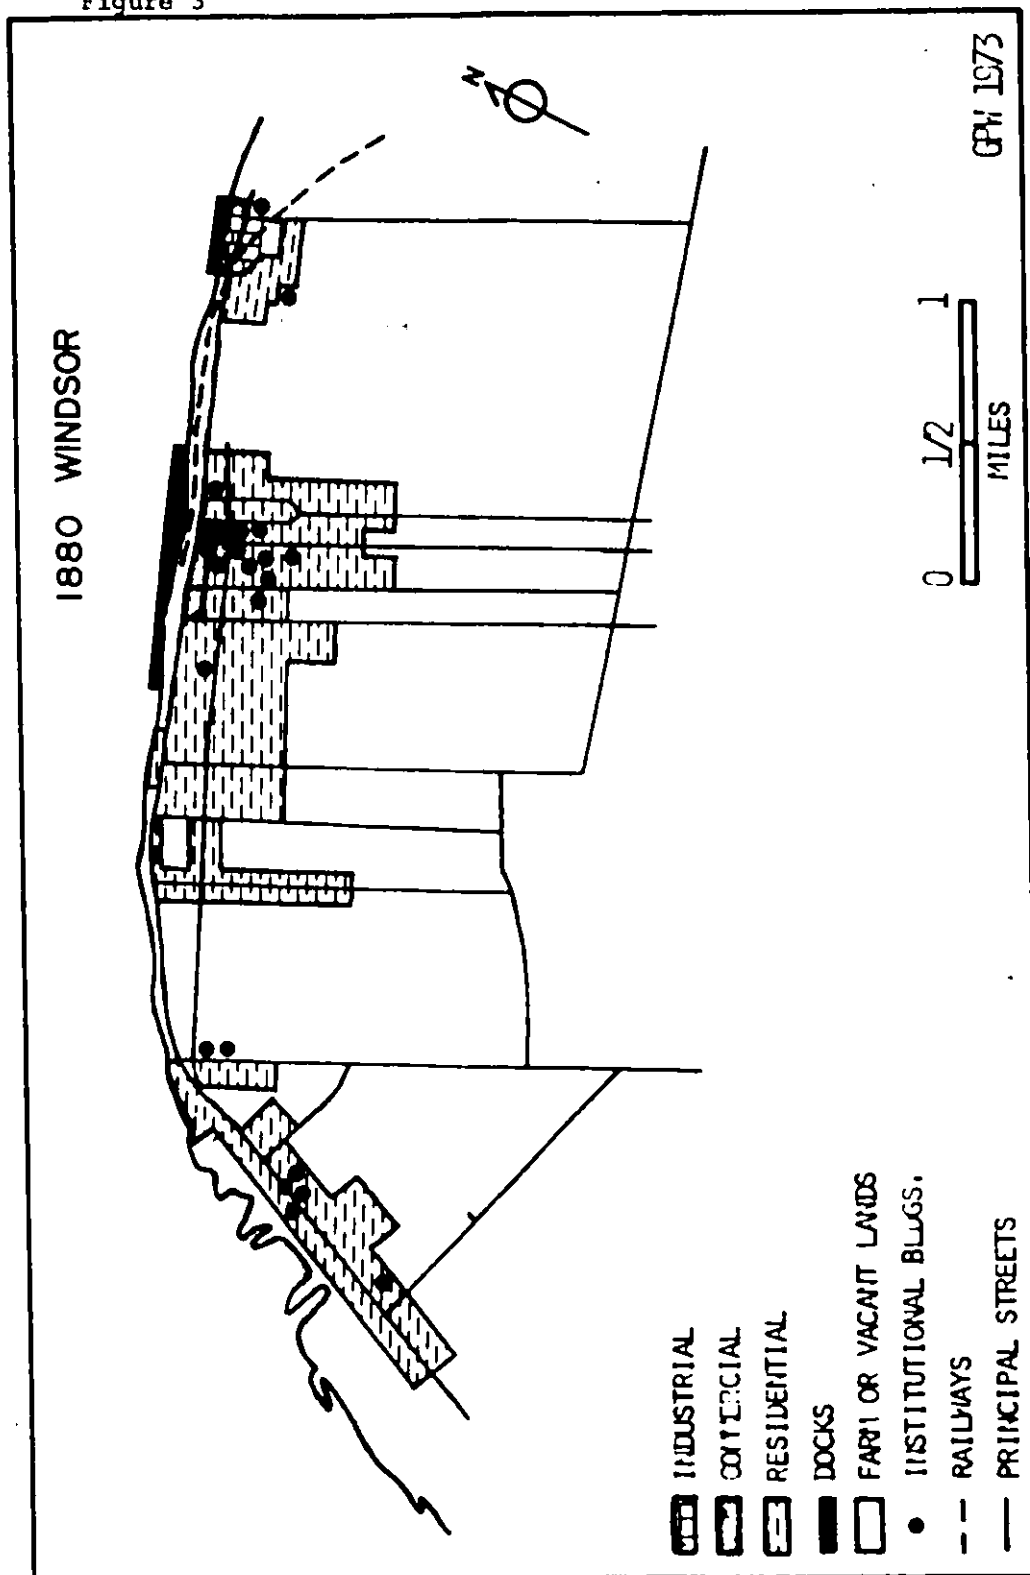 Figure 3
1880 WINDSOR
N
INDUSTRIAL
COMMERCIAL
RESIDENTIAL
DOCKS
FARM OR VACANT LANDS
INSTITUTIONAL BLDGS.
RAILWAYS
PRINCIPAL STREETS
0 1/2 1
MILES
GPW 1973